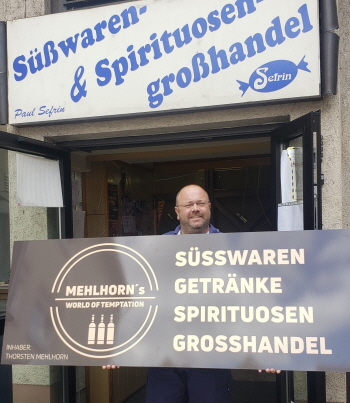 Süßwaren-
& Spirituosen-
großhandel
Paul Sefrin
Sefrin
MEHLHORN´s
WORLD OF TEMPTATION
INHABER:
THORSTEN MEHLHORN
SÜSSWAREN
GETRÄNKE
SPIRITUOSEN
GROSSHANDEL